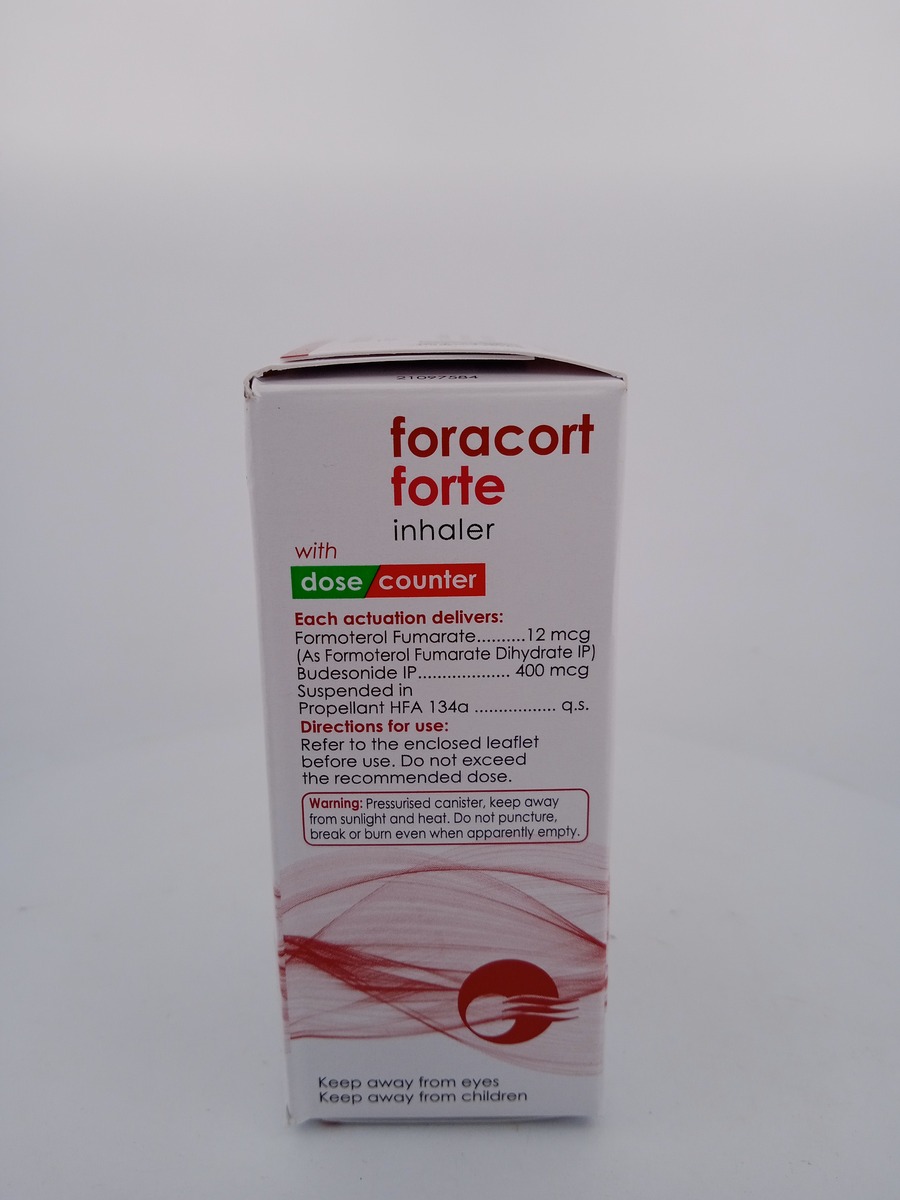 21097584
foracort
forte
inhaler
with
dose/counter
Each actuation delivers:
Formoterol Fumarate..........12 mcg
(As Formoterol Fumarate Dihydrate IP)
Budesonide IP................... 400 mcg
Suspended in
Propellant HFA 134a ................. q.s.
Directions for use:
Refer to the enclosed leaflet
before use. Do not exceed
the recommended dose.
Warning: Pressurised canister, keep away
from sunlight and heat. Do not puncture,
break or burn even when apparently empty.
Keep away from eyes
Keep away from children